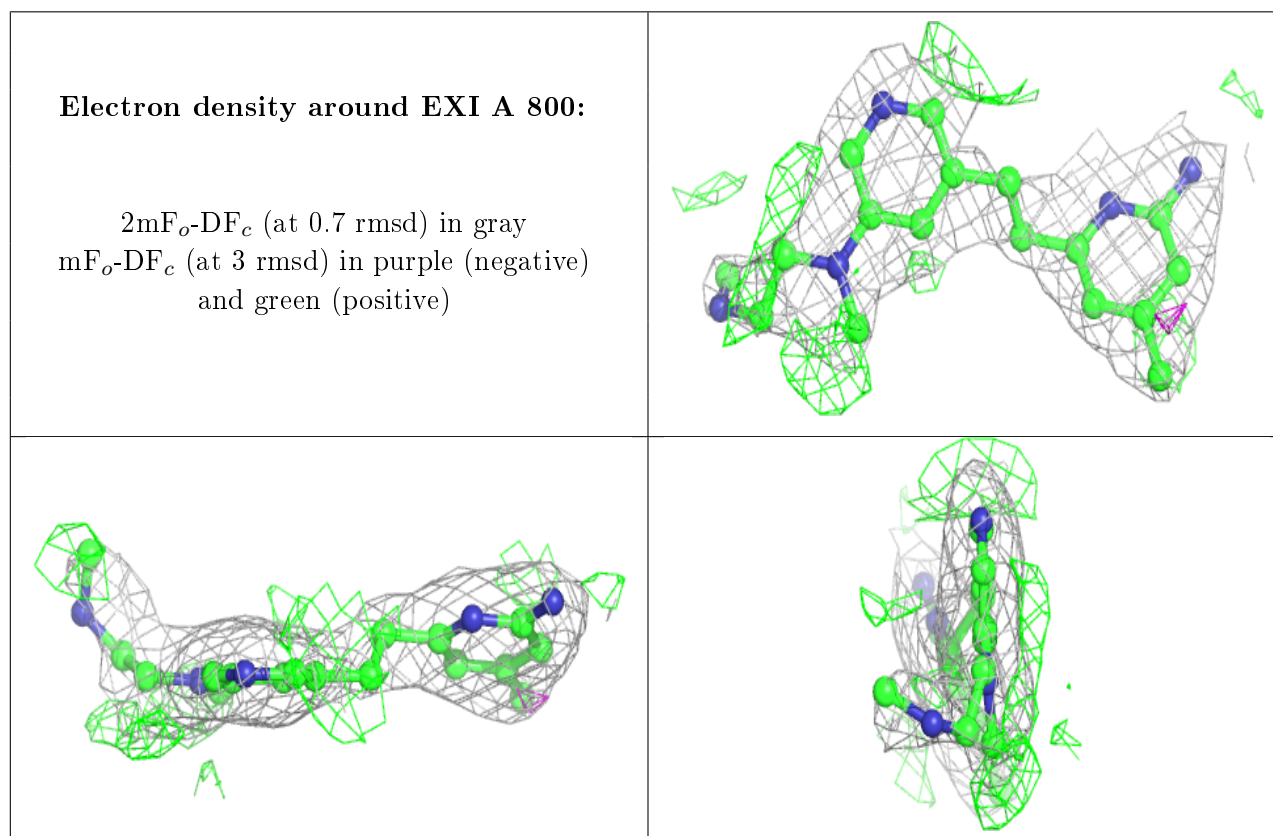 Electron density around EXI A 800:
2mFₒ-DF𝒸 (at 0.7 rmsd) in gray
mFₒ-DF𝒸 (at 3 rmsd) in purple (negative)
and green (positive)